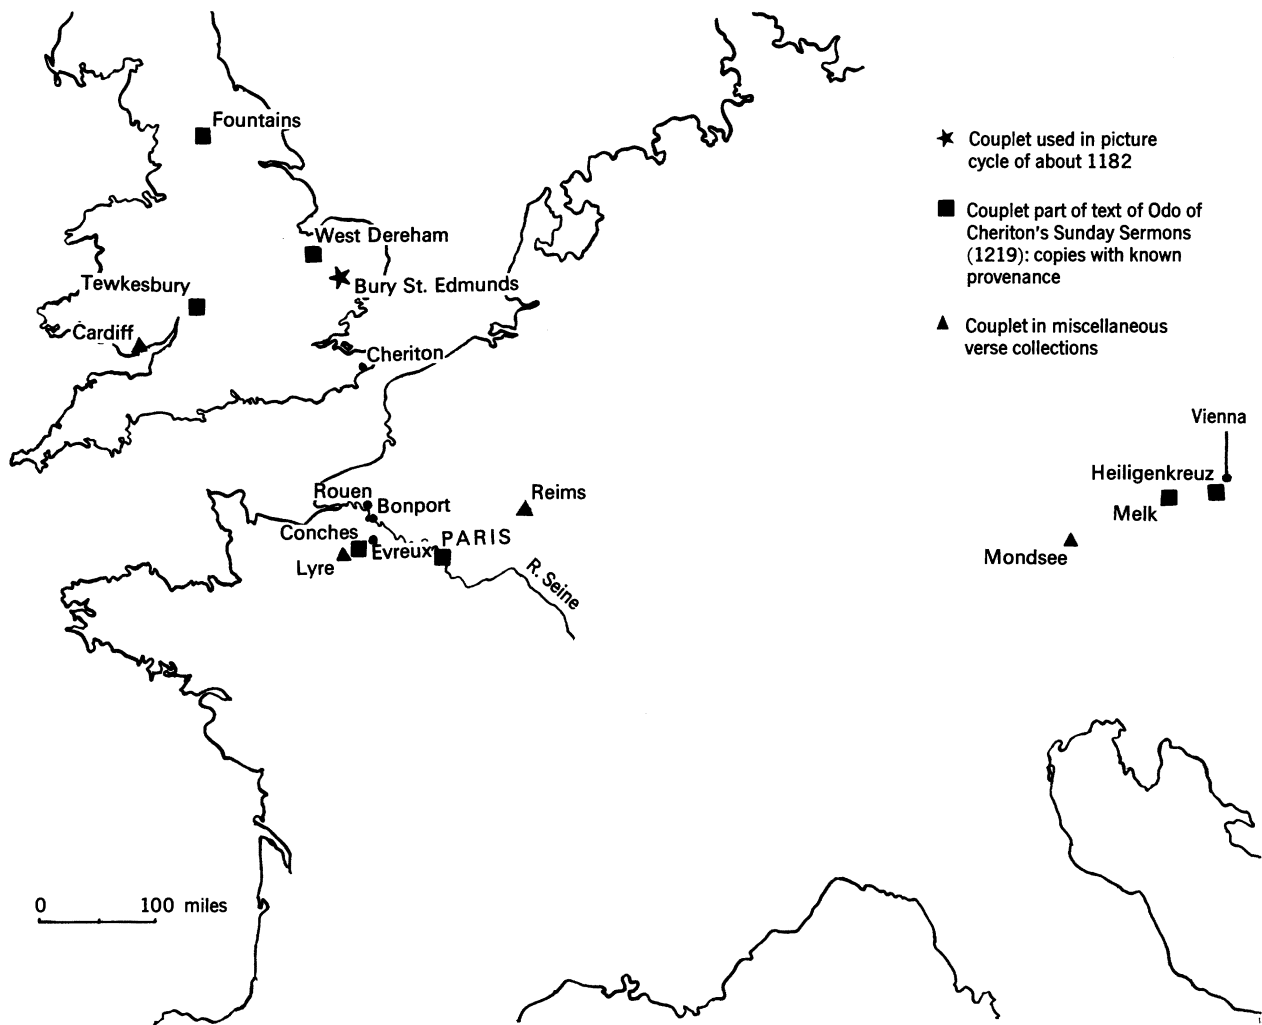 Fountains
West Dereham
Bury St. Edmunds
Tewkesbury
Cardiff
Cheriton
Couplet used in picture
cycle of about 1182
Couplet part of text of Odo of
Cheriton's Sunday Sermons
(1219): copies with known
provenance
Couplet in miscellaneous
verse collections
Vienna
Heiligenkreuz
Melk
Mondsee
Rouen
Bonport
Reims
Conches
Evreux
PARIS
Lyre
R. Seine
0 100 miles